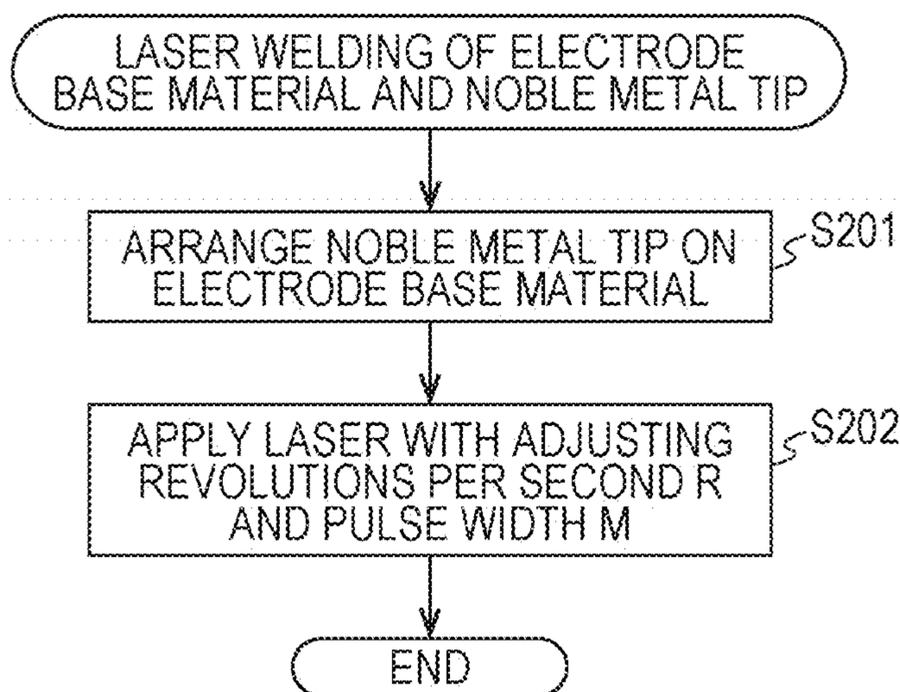 LASER WELDING OF ELECTRODE
BASE MATERIAL AND NOBLE METAL TIP
ARRANGE NOBLE METAL TIP ON
ELECTRODE BASE MATERIAL
S201
APPLY LASER WITH ADJUSTING
REVOLUTIONS PER SECOND R
AND PULSE WIDTH M
S202
END